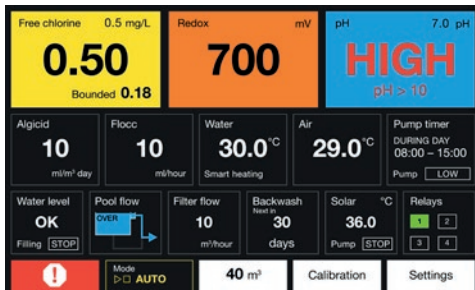 Free chlorine 0.5 mg/L
0.50
Bounded 0.18
Redox mV
700
pH 7.0 pH
HIGH
pH > 10
Algicid
10
ml/m³ day
Flocc
10
ml/hour
Water
30.0°C
Smart heating
Air
29.0°C
Pump timer
DURING DAY
08:00 – 15:00
Pump LOW
Water level
OK
Filling STOP
Pool flow
OVER
Filter flow
10
m³/hour
Backwash
Next in
30
days
Solar °C
36.0
Pump STOP
Relays
1 2
3 4
!
Mode
AUTO
40 m³
Calibration
Settings